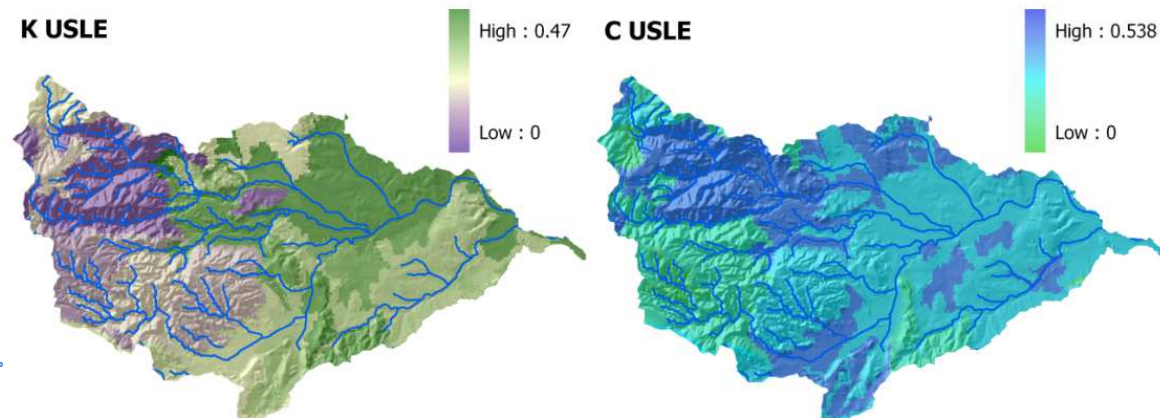 K USLE
High : 0.47
Low : 0
C USLE
High : 0.538
Low : 0